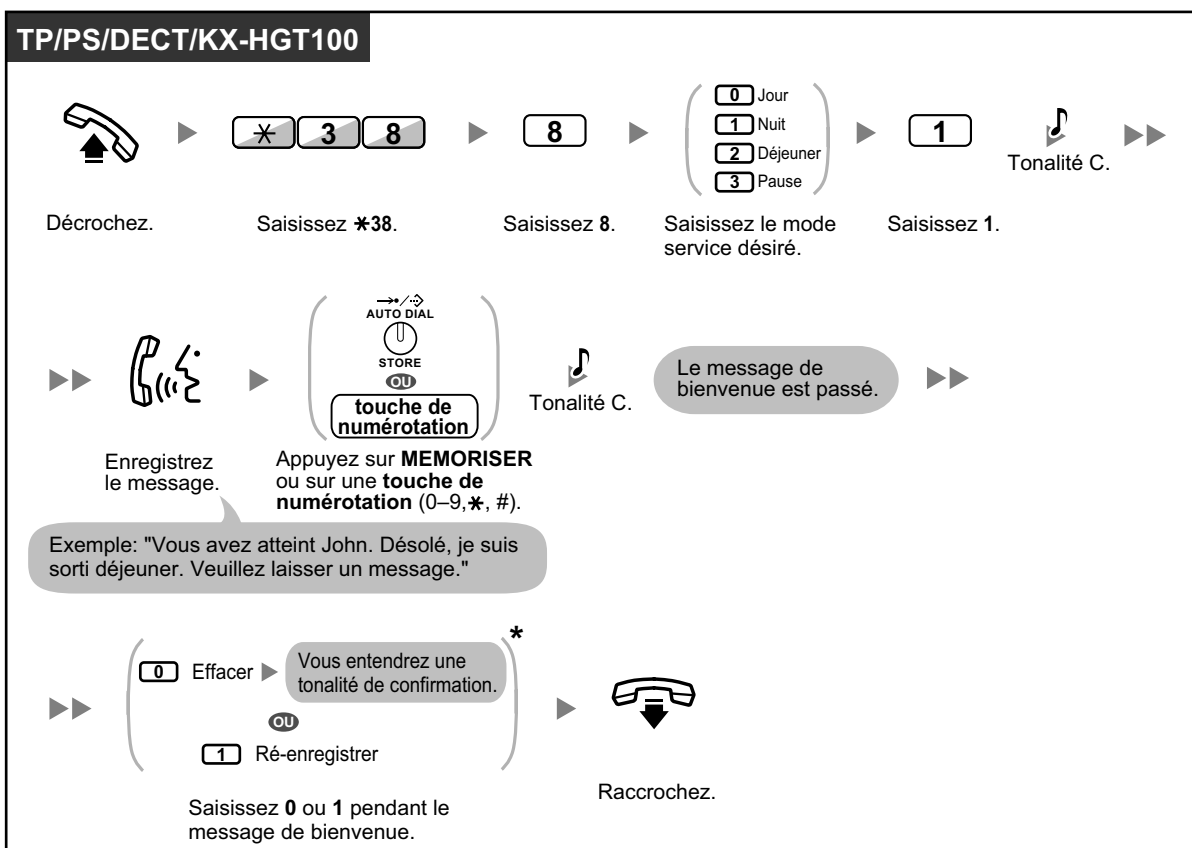 TP/PS/DECT/KX-HGT100
0 Jour
1 Nuit
2 Déjeuner
3 Pause
✱ 3 8
8
1
Tonalité C.
Décrochez.
Saisissez ✱38.
Saisissez 8.
Saisissez le mode
service désiré.
Saisissez 1.
AUTO DIAL
STORE
OU
touche de
numérotation
Tonalité C.
Le message de
bienvenue est passé.
Enregistrez
le message.
Appuyez sur MEMORISER
ou sur une touche de
numérotation (0–9,✱, #).
Exemple: "Vous avez atteint John. Désolé, je suis
sorti déjeuner. Veuillez laisser un message."
*
0 Effacer
Vous entendrez une
tonalité de confirmation.
OU
1 Ré-enregistrer
Saisissez 0 ou 1 pendant le
message de bienvenue.
Raccrochez.